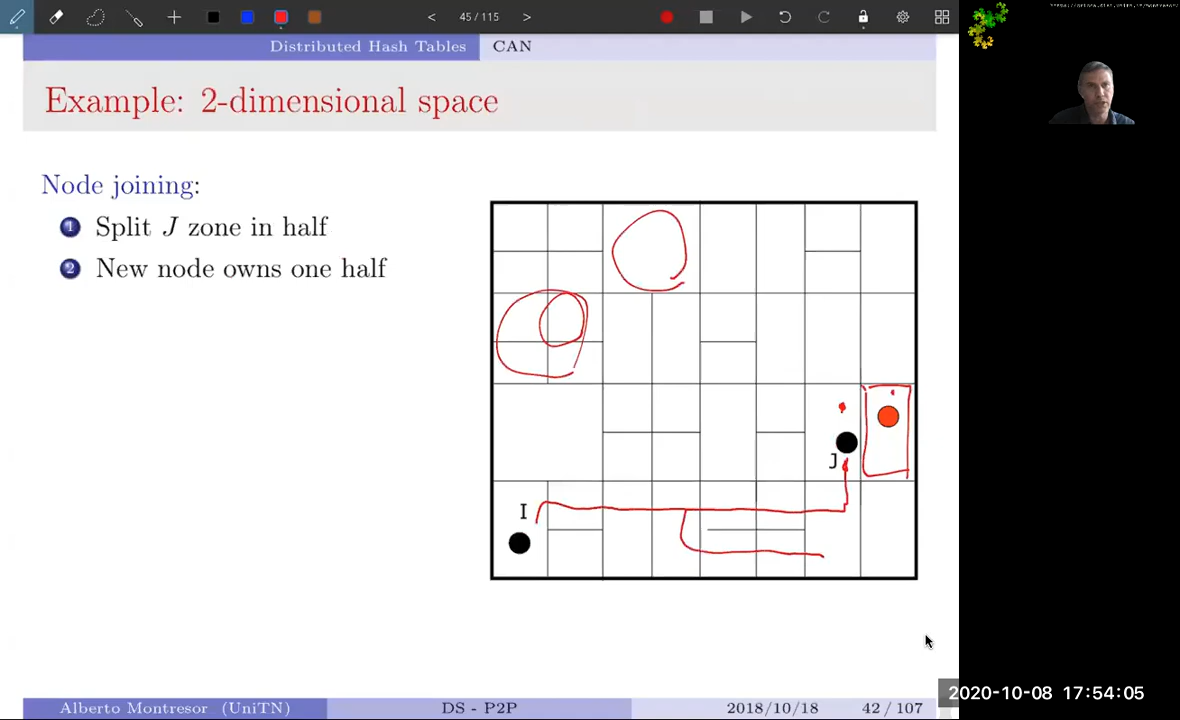 45 / 115
Distributed Hash Tables CAN
Example: 2-dimensional space
Node joining:
1 Split J zone in half
2 New node owns one half
J
I
2020-10-08 17:54:05
Alberto Montresor (UniTN) DS - P2P 2018/10/18 42 / 107